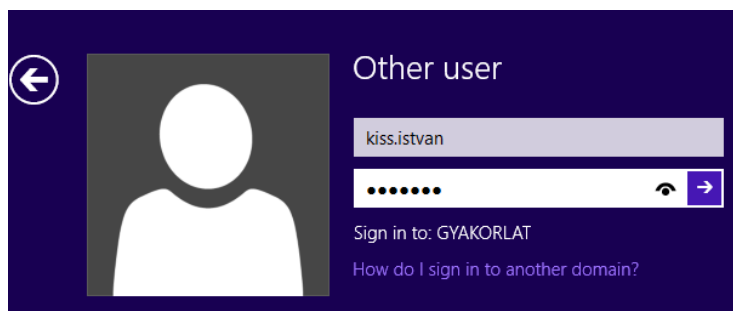 Other user
kiss.istvan
•••••••
Sign in to: GYAKORLAT
How do I sign in to another domain?